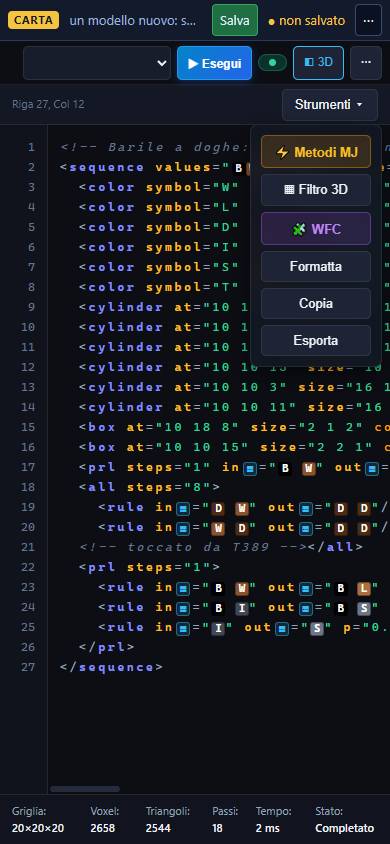 CARTA un modello nuovo: s... Salva ● non salvato ...
▶ Esegui 3D ...
Riga 27, Col 12 Strumenti
⚡ Metodi MJ
▦ Filtro 3D
🧩 WFC
Formatta
Copia
Esporta
1 <!-- Barile a doghe:
2 <sequence values=" B
3 <color symbol="W"
4 <color symbol="L"
5 <color symbol="D"
6 <color symbol="I"
7 <color symbol="S"
8 <color symbol="T"
9 <cylinder at="10 1
10 <cylinder at="10 1
11 <cylinder at="10 1
12 <cylinder at="10 10 13" size="10
13 <cylinder at="10 10 3" size="16 1
14 <cylinder at="10 10 11" size="16
15 <box at="10 18 8" size="2 1 2" co
16 <box at="10 10 15" size="2 2 1" c
17 <prl steps="1" in="B W" out=
18 <all steps="8">
19 <rule in="D W" out="D D"/
20 <rule in="W D" out="D D"/
21 <!-- toccato da T389 --></all>
22 <prl steps="1">
23 <rule in="B W" out="B L"
24 <rule in="B I" out="B S"
25 <rule in="I" out="S" p="0.
26 </prl>
27 </sequence>
Griglia: Voxel: Triangoli: Passi: Tempo: Stato:
20×20×20 2658 2544 18 2 ms Completato